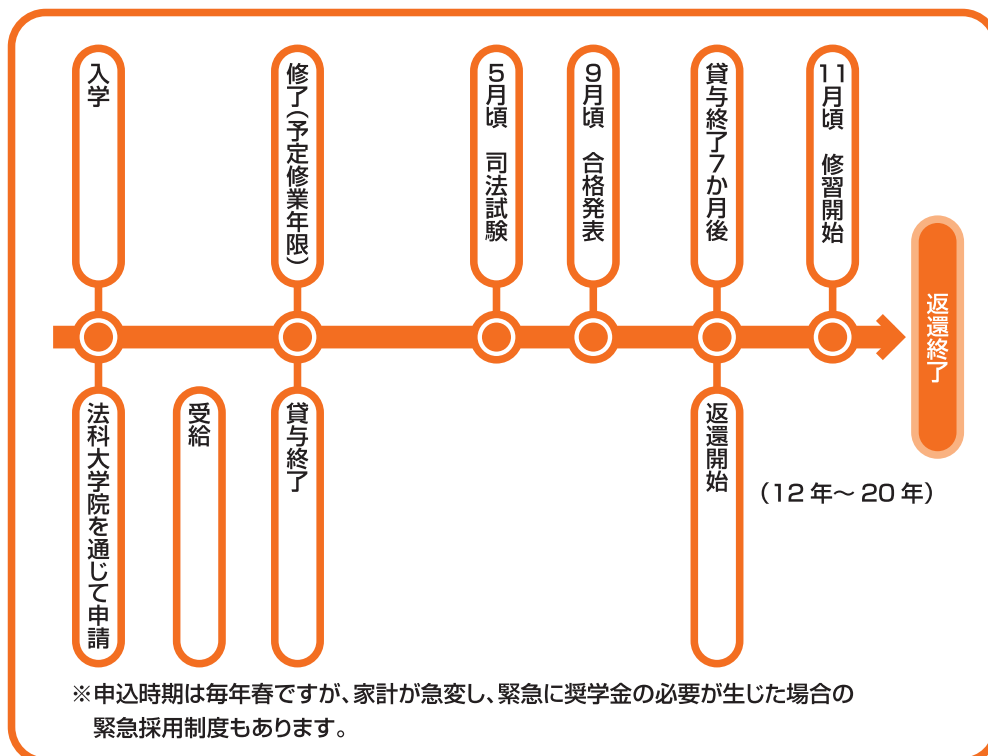 入学
修了(予定修業年限)
5月頃　司法試験
9月頃　合格発表
貸与終了7か月後
11月頃　修習開始
返還終了
法科大学院を通じて申請
受給
貸与終了
返還開始
（12年～20年）
※申込時期は毎年春ですが、家計が急変し、緊急に奨学金の必要が生じた場合の
緊急採用制度もあります。